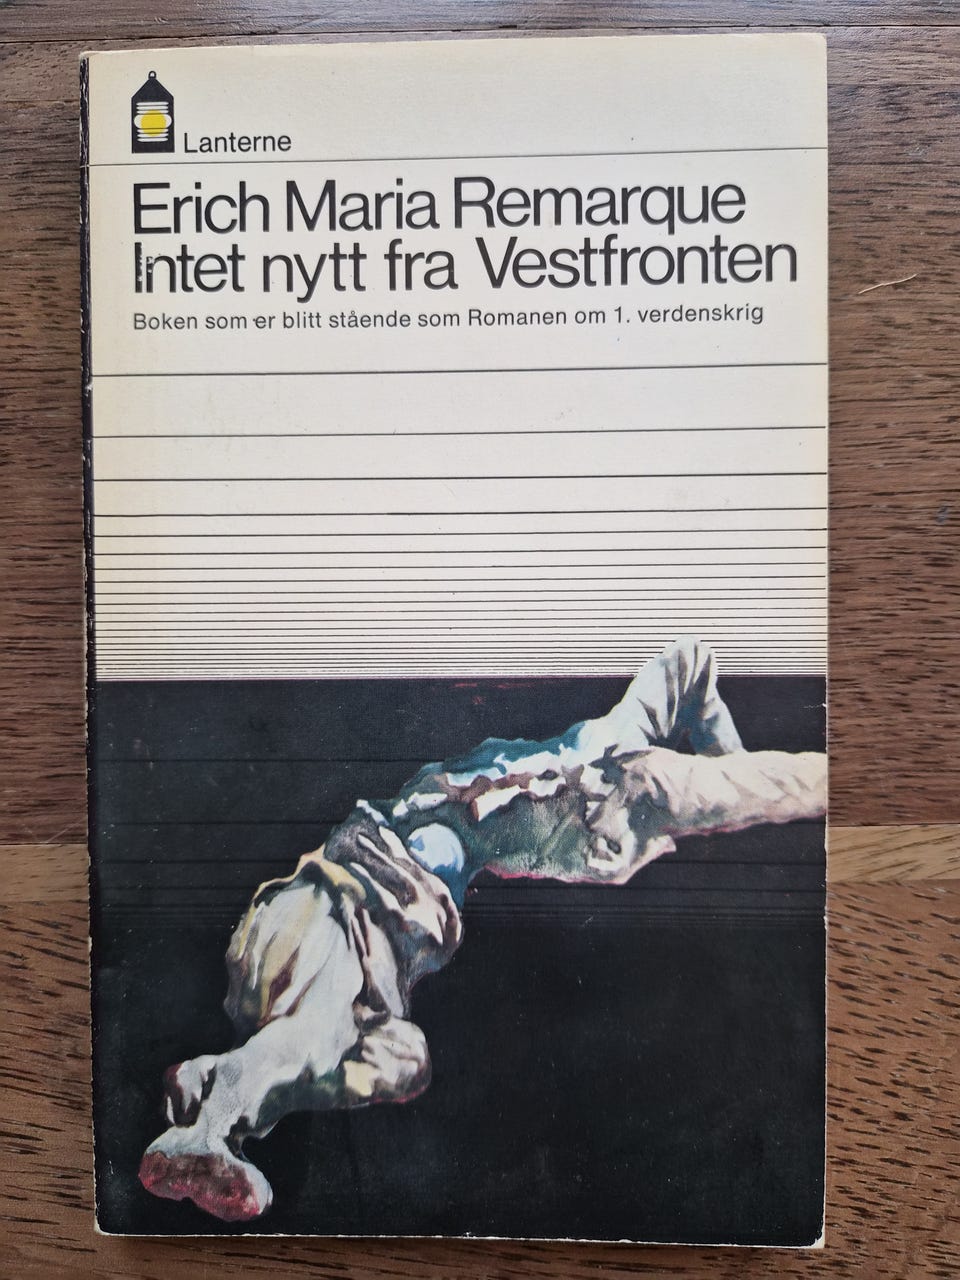 Lanterne
Erich Maria Remarque
Intet nytt fra Vestfronten
Boken som er blitt stående som Romanen om 1. verdenskrig